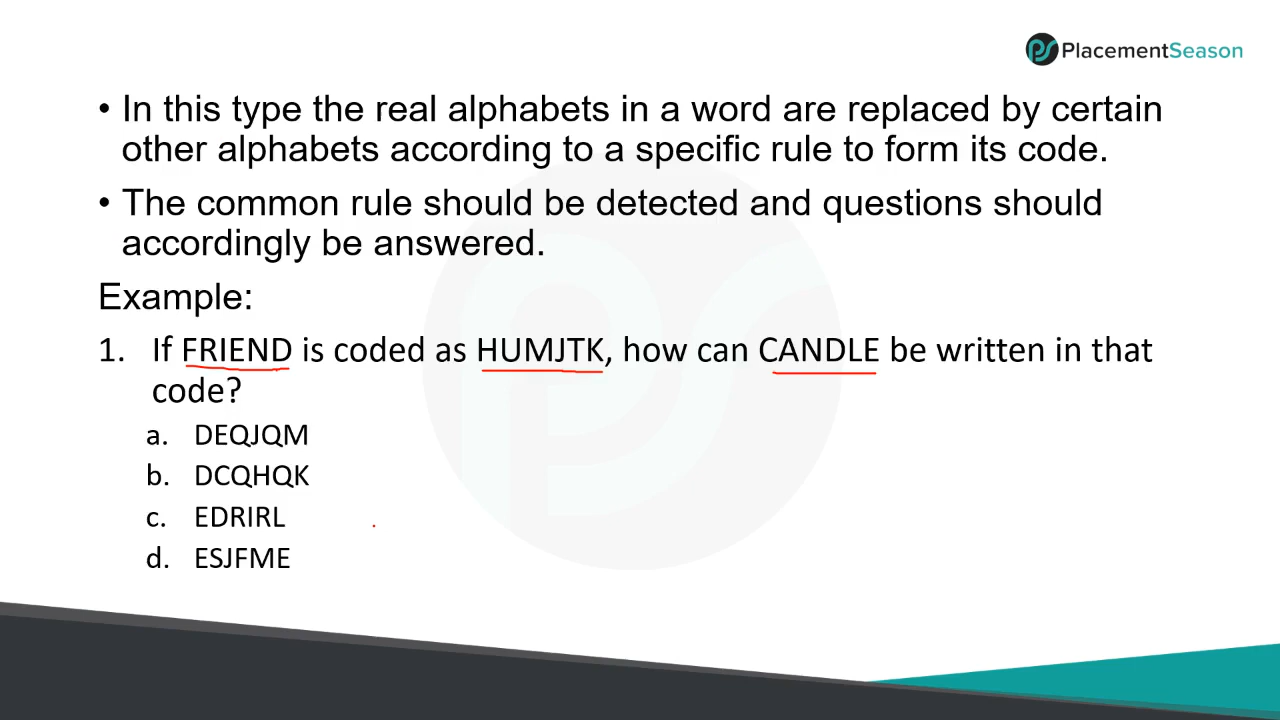 PlacementSeason
• In this type the real alphabets in a word are replaced by certain
other alphabets according to a specific rule to form its code.
• The common rule should be detected and questions should
accordingly be answered.
Example:
1. If FRIEND is coded as HUMJTK, how can CANDLE be written in that
code?
a. DEQJQM
b. DCQHQK
c. EDRIRL
d. ESJFME